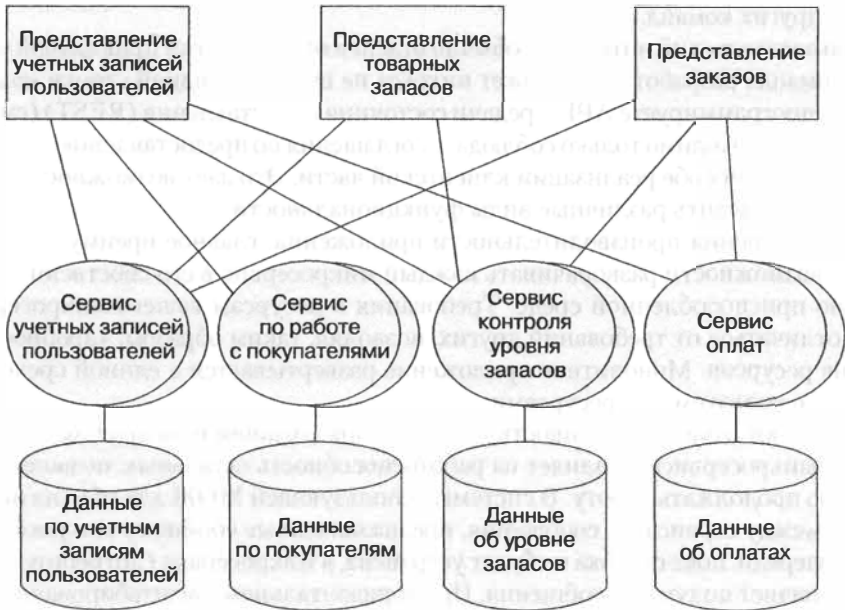 Представление
учетных записей
пользователей
Представление
товарных
запасов
Представление
заказов
Сервис
учетных записей
пользователей
Сервис
по работе
с покупателями
Сервис
контроля
уровня
запасов
Сервис
оплат
Данные
по учетным
записям
пользователей
Данные
по покупателям
Данные
об уровне
запасов
Данные
об оплатах